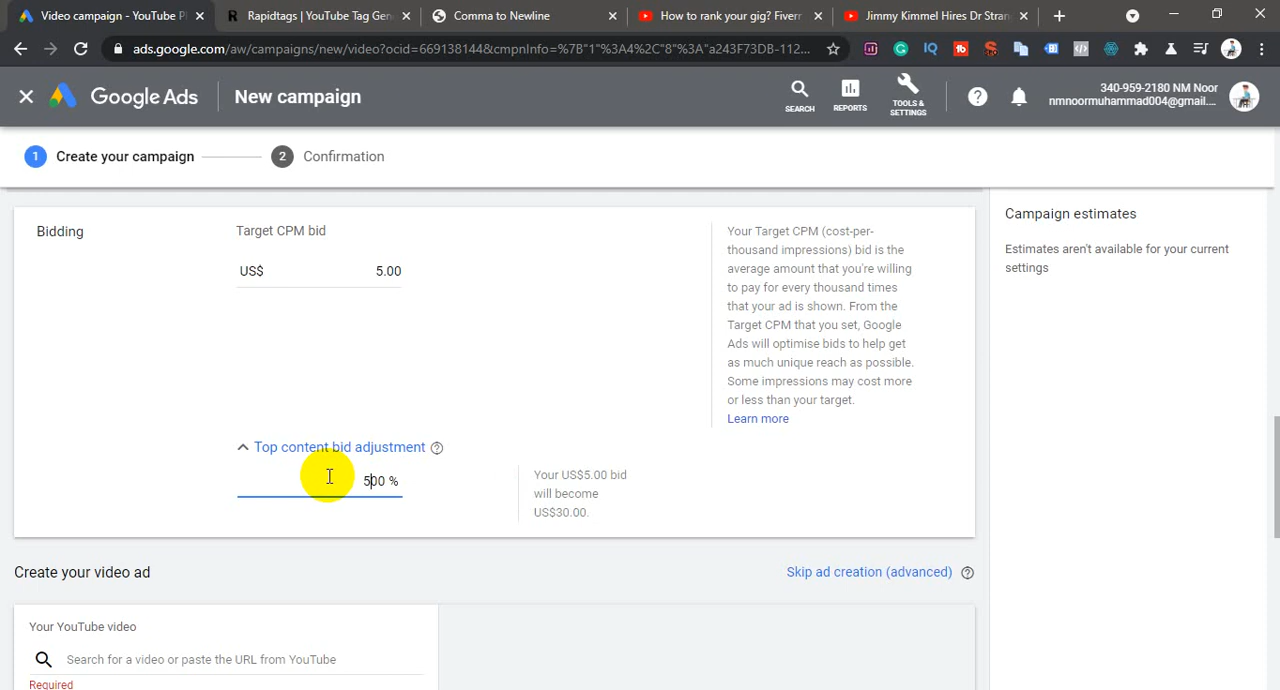 Video campaign - YouTube P
Rapidtags | YouTube Tag Gen
Comma to Newline
How to rank your gig? Fiverr
Jimmy Kimmel Hires Dr Stran
ads.google.com/aw/campaigns/new/video?ocid=669138144&cmpnInfo=%7B"1"%3A4%2C"8"%3A"a243F73DB-112...
Google Ads
New campaign
SEARCH
REPORTS
TOOLS &
SETTINGS
340-959-2180 NM Noor
nmnoormuhammad004@gmail....
1 Create your campaign
2 Confirmation
Bidding
Target CPM bid
US$ 5.00
Your Target CPM (cost-per-
thousand impressions) bid is the
average amount that you're willing
to pay for every thousand times
that your ad is shown. From the
Target CPM that you set, Google
Ads will optimise bids to help get
as much unique reach as possible.
Some impressions may cost more
or less than your target.
Learn more
Top content bid adjustment
500 %
Your US$5.00 bid
will become
US$30.00.
Campaign estimates
Estimates aren't available for your current
settings
Create your video ad
Skip ad creation (advanced)
Your YouTube video
Search for a video or paste the URL from YouTube
Required